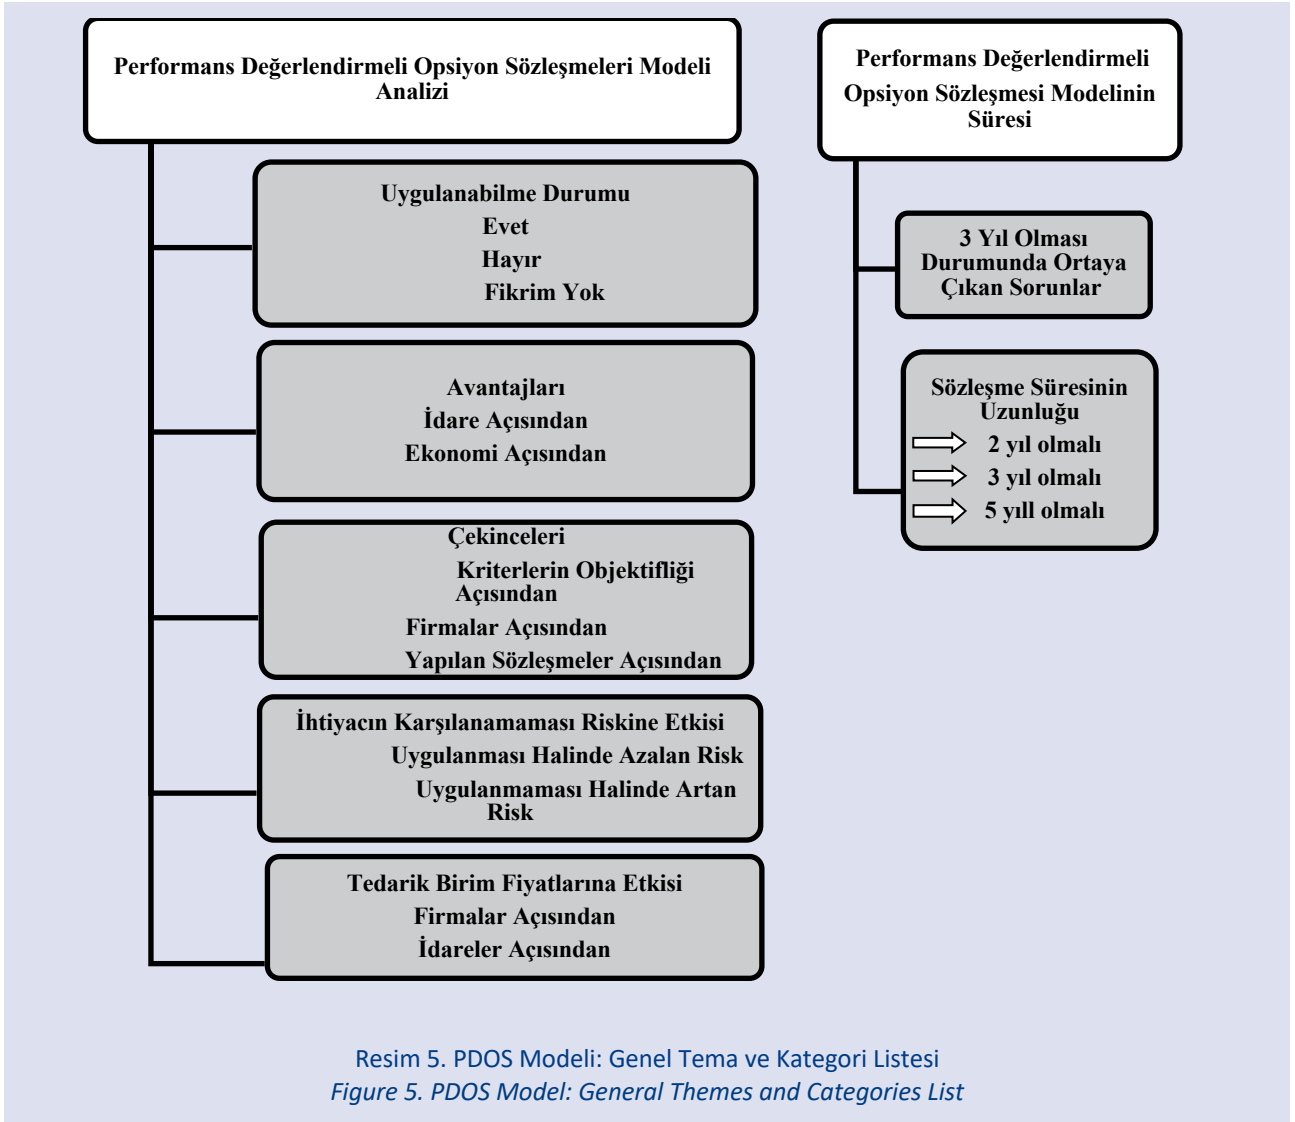 Performans Değerlendirmeli Opsiyon Sözleşmeleri Modeli
Analizi
Uygulanabilme Durumu
Evet
Hayır
Fikrim Yok
Avantajları
İdare Açısından
Ekonomi Açısından
Çekinceleri
Kriterlerin Objektifliği
Açısından
Firmalar Açısından
Yapılan Sözleşmeler Açısından
İhtiyacın Karşılanamaması Riskine Etkisi
Uygulanması Halinde Azalan Risk
Uygulanmaması Halinde Artan
Risk
Tedarik Birim Fiyatlarına Etkisi
Firmalar Açısından
İdareler Açısından
Performans Değerlendirmeli
Opsiyon Sözleşmesi Modelinin
Süresi
3 Yıl Olması
Durumunda Ortaya
Çıkan Sorunlar
Sözleşme Süresinin
Uzunluğu
2 yıl olmalı
3 yıl olmalı
5 yıll olmalı
Resim 5. PDOS Modeli: Genel Tema ve Kategori Listesi
Figure 5. PDOS Model: General Themes and Categories List